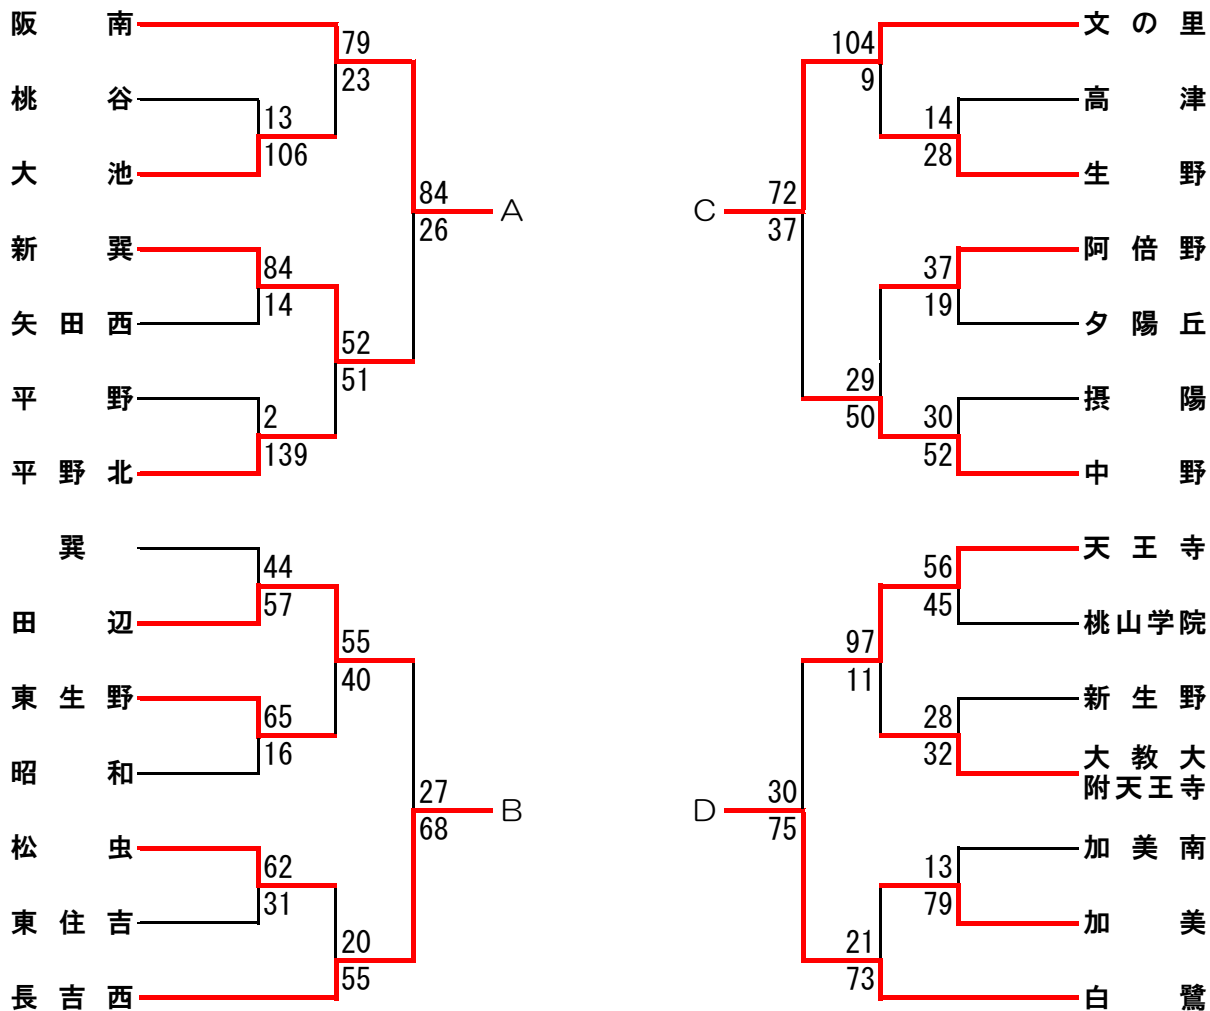 阪南
79
23
桃谷
13
106
大池
84
26
A
新巽
84
14
矢田西
52
51
平野
2
139
平野北
巽
44
57
田辺
55
40
東生野
65
16
昭和
27
68
B
松虫
62
31
東住吉
20
55
長吉西
文の里
104
9
高津
14
28
生野
72
37
C
阿倍野
37
19
夕陽丘
29
50
摂陽
30
52
中野
天王寺
56
45
桃山学院
97
11
新生野
28
32
大教大
附天王寺
30
75
D
加美南
13
79
加美
21
73
白鷺